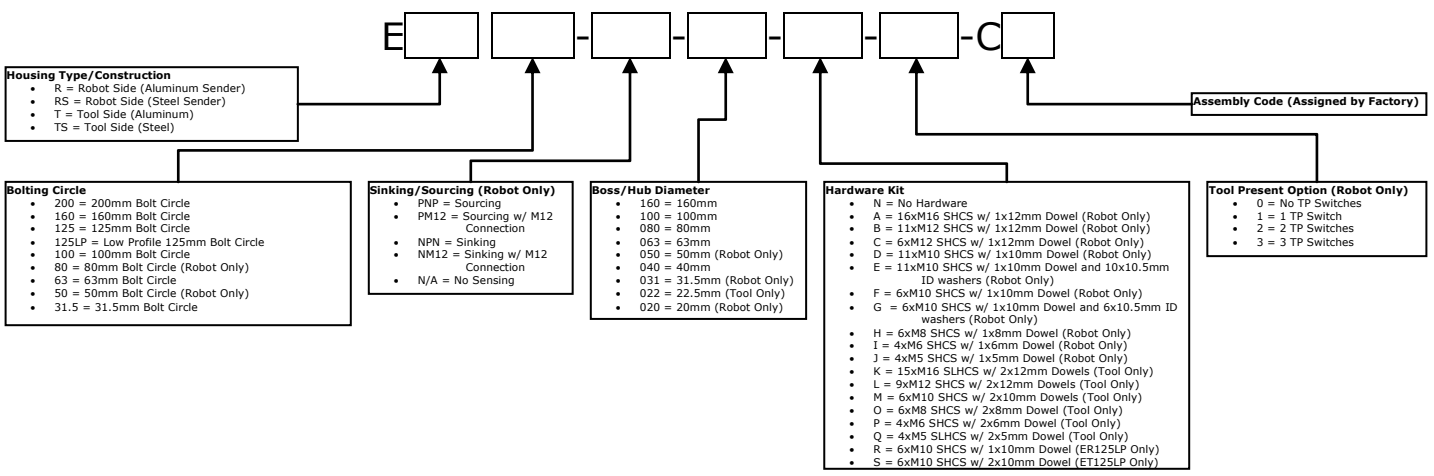 E - - - - -C
Housing Type/Construction
• R = Robot Side (Aluminum Sender)
• RS = Robot Side (Steel Sender)
• T = Tool Side (Aluminum)
• TS = Tool Side (Steel)
Assembly Code (Assigned by Factory)
Bolting Circle
• 200 = 200mm Bolt Circle
• 160 = 160mm Bolt Circle
• 125 = 125mm Bolt Circle
• 125LP = Low Profile 125mm Bolt Circle
• 100 = 100mm Bolt Circle
• 80 = 80mm Bolt Circle (Robot Only)
• 63 = 63mm Bolt Circle
• 50 = 50mm Bolt Circle (Robot Only)
• 31.5 = 31.5mm Bolt Circle
Sinking/Sourcing (Robot Only)
• PNP = Sourcing
• PM12 = Sourcing w/ M12
Connection
• NPN = Sinking
• NM12 = Sinking w/ M12
Connection
• N/A = No Sensing
Boss/Hub Diameter
• 160 = 160mm
• 100 = 100mm
• 080 = 80mm
• 063 = 63mm
• 050 = 50mm (Robot Only)
• 040 = 40mm
• 031 = 31.5mm (Robot Only)
• 022 = 22.5mm (Tool Only)
• 020 = 20mm (Robot Only)
Hardware Kit
• N = No Hardware
• A = 16xM16 SHCS w/ 1x12mm Dowel (Robot Only)
• B = 11xM12 SHCS w/ 1x12mm Dowel (Robot Only)
• C = 6xM12 SHCS w/ 1x12mm Dowel (Robot Only)
• D = 11xM10 SHCS w/ 1x10mm Dowel (Robot Only)
• E = 11xM10 SHCS w/ 1x10mm Dowel and 10x10.5mm
ID washers (Robot Only)
• F = 6xM10 SHCS w/ 1x10mm Dowel (Robot Only)
• G = 6xM10 SHCS w/ 1x10mm Dowel and 6x10.5mm ID
washers (Robot Only)
• H = 6xM8 SHCS w/ 1x8mm Dowel (Robot Only)
• I = 4xM6 SHCS w/ 1x6mm Dowel (Robot Only)
• J = 4xM5 SHCS w/ 1x5mm Dowel (Robot Only)
• K = 15xM16 SLHCS w/ 2x12mm Dowels (Tool Only)
• L = 9xM12 SHCS w/ 2x12mm Dowels (Tool Only)
• M = 6xM10 SHCS w/ 2x10mm Dowels (Tool Only)
• O = 6xM8 SHCS w/ 2x8mm Dowel (Tool Only)
• P = 4xM6 SHCS w/ 2x6mm Dowel (Tool Only)
• Q = 4xM5 SLHCS w/ 2x5mm Dowel (Tool Only)
• R = 6xM10 SHCS w/ 1x10mm Dowel (ER125LP Only)
• S = 6xM10 SHCS w/ 2x10mm Dowel (ET125LP Only)
Tool Present Option (Robot Only)
• 0 = No TP Switches
• 1 = 1 TP Switch
• 2 = 2 TP Switches
• 3 = 3 TP Switches